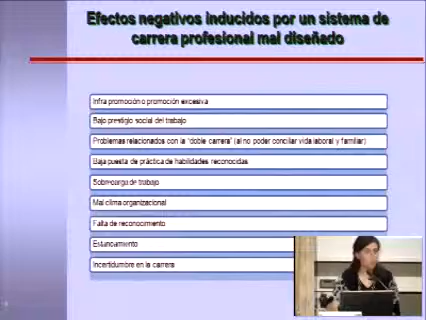 Efectos negativos inducidos por un sistema de
carrera profesional mal diseñado
Infra promoción o promoción excesiva
Bajo prestigio social del trabajo
Problemas relacionados con la "doble carrera" (al no poder conciliar vida laboral y familiar)
Baja puesta de práctica de habilidades reconocidas
Sobrecarga de trabajo
Mal clima organizacional
Falta de reconocimiento
Estancamiento
Incertidumbre en la carrera